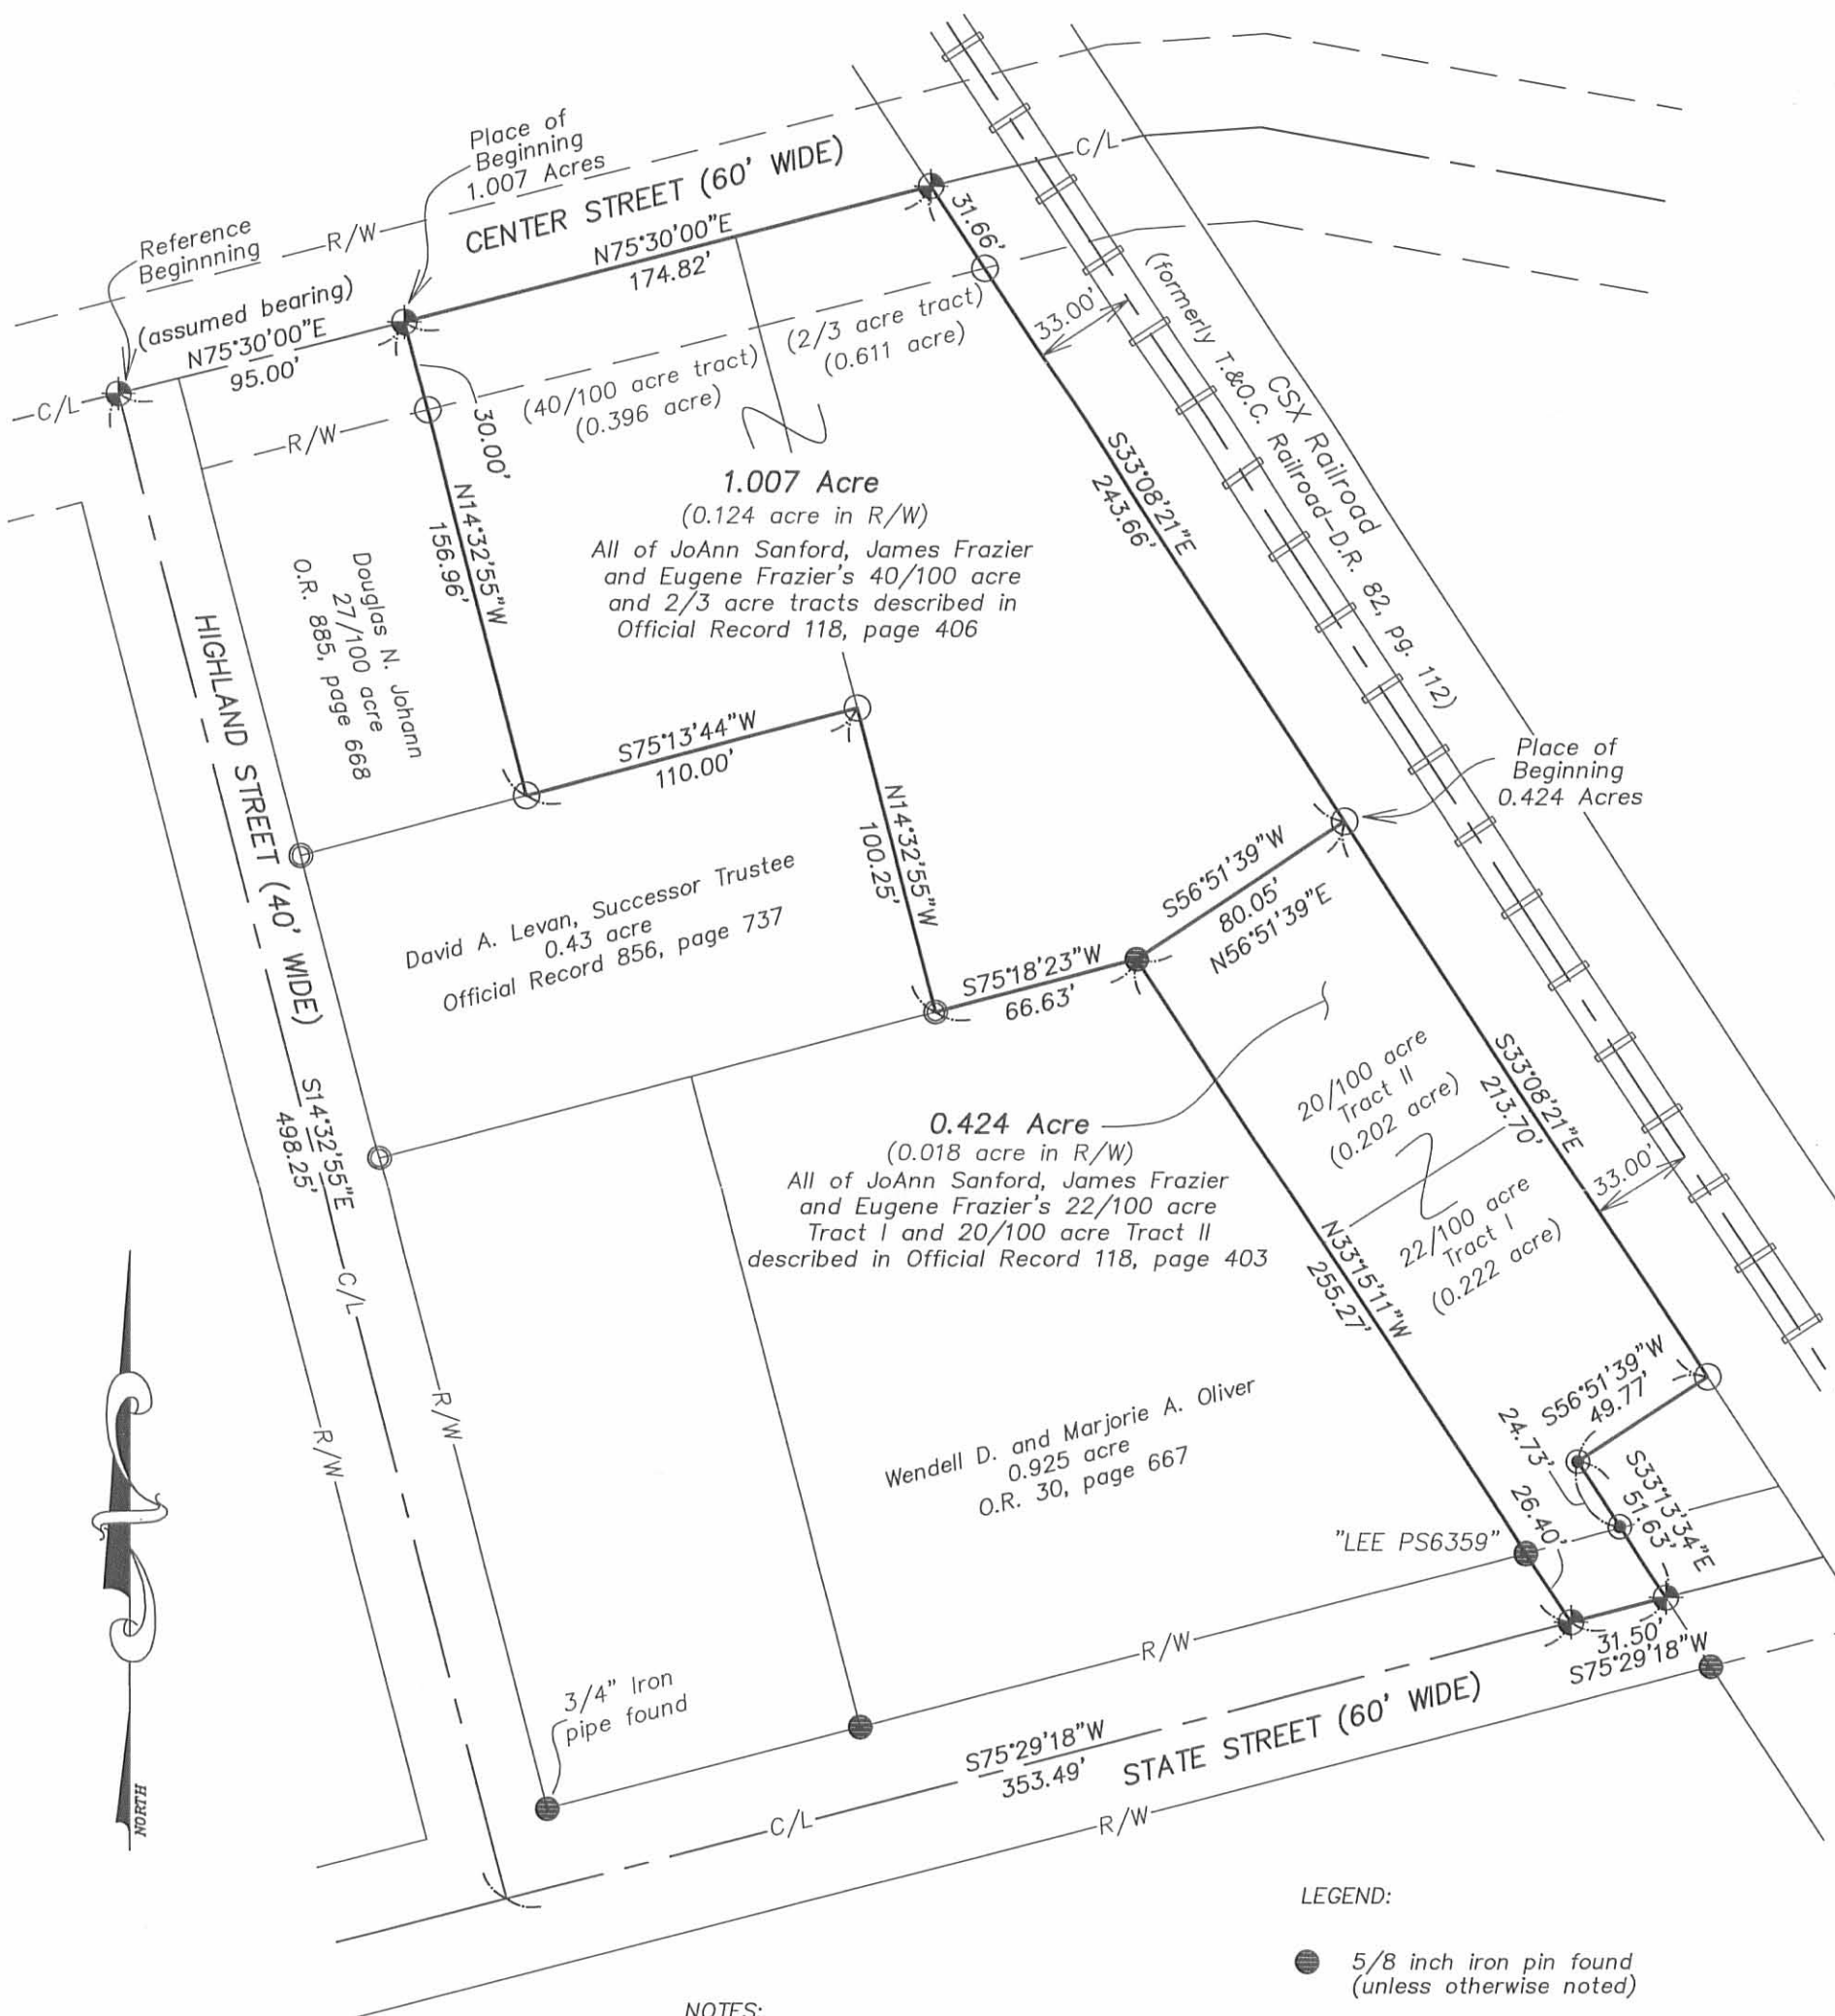 Place of
Beginning
1.007 Acres
Reference
Beginnning
R/W
CENTER STREET (60' WIDE)
C/L
(assumed bearing)
N75°30'00"E
95.00'
N75°30'00"E
174.82'
31.66'
C/L
R/W
30.00'
(40/100 acre tract)
(0.396 acre)
(2/3 acre tract)
(0.611 acre)
33.00'
(formerly T.&O.C. Railroad-D.R. 82, pg. 112)
CSX Railroad
S33°08'21"E
243.66'
N14°32'55"W
156.96'
1.007 Acre
(0.124 acre in R/W)
All of JoAnn Sanford, James Frazier
and Eugene Frazier's 40/100 acre
and 2/3 acre tracts described in
Official Record 118, page 406
Douglas N. Johann
27/100 acre
O.R. 885, page 668
HIGHLAND STREET (40' WIDE)
S75°13'44"W
110.00'
N14°32'55"W
100.25'
Place of
Beginning
0.424 Acres
S56°51'39"W
80.05'
N56°51'39"E
David A. Levan, Successor Trustee
0.43 acre
Official Record 856, page 737
S75°18'23"W
66.63'
S14°32'55"E
498.25'
0.424 Acre
(0.018 acre in R/W)
All of JoAnn Sanford, James Frazier
and Eugene Frazier's 22/100 acre
Tract I and 20/100 acre Tract II
described in Official Record 118, page 403
20/100 acre
Tract II
(0.202 acre)
S33°08'21"E
213.70'
33.00'
22/100 acre
Tract I
(0.222 acre)
N33°15'11"W
255.27'
C/L
R/W
R/W
Wendell D. and Marjorie A. Oliver
0.925 acre
O.R. 30, page 667
S56°51'39"W
49.77'
24.73'
S33°13'34"E
51.63'
26.40'
"LEE PS6359"
31.50'
S75°29'18"W
R/W
3/4" Iron
pipe found
S75°29'18"W
353.49'
STATE STREET (60' WIDE)
C/L
R/W
NORTH
LEGEND:
5/8 inch iron pin found
(unless otherwise noted)
NOTES: